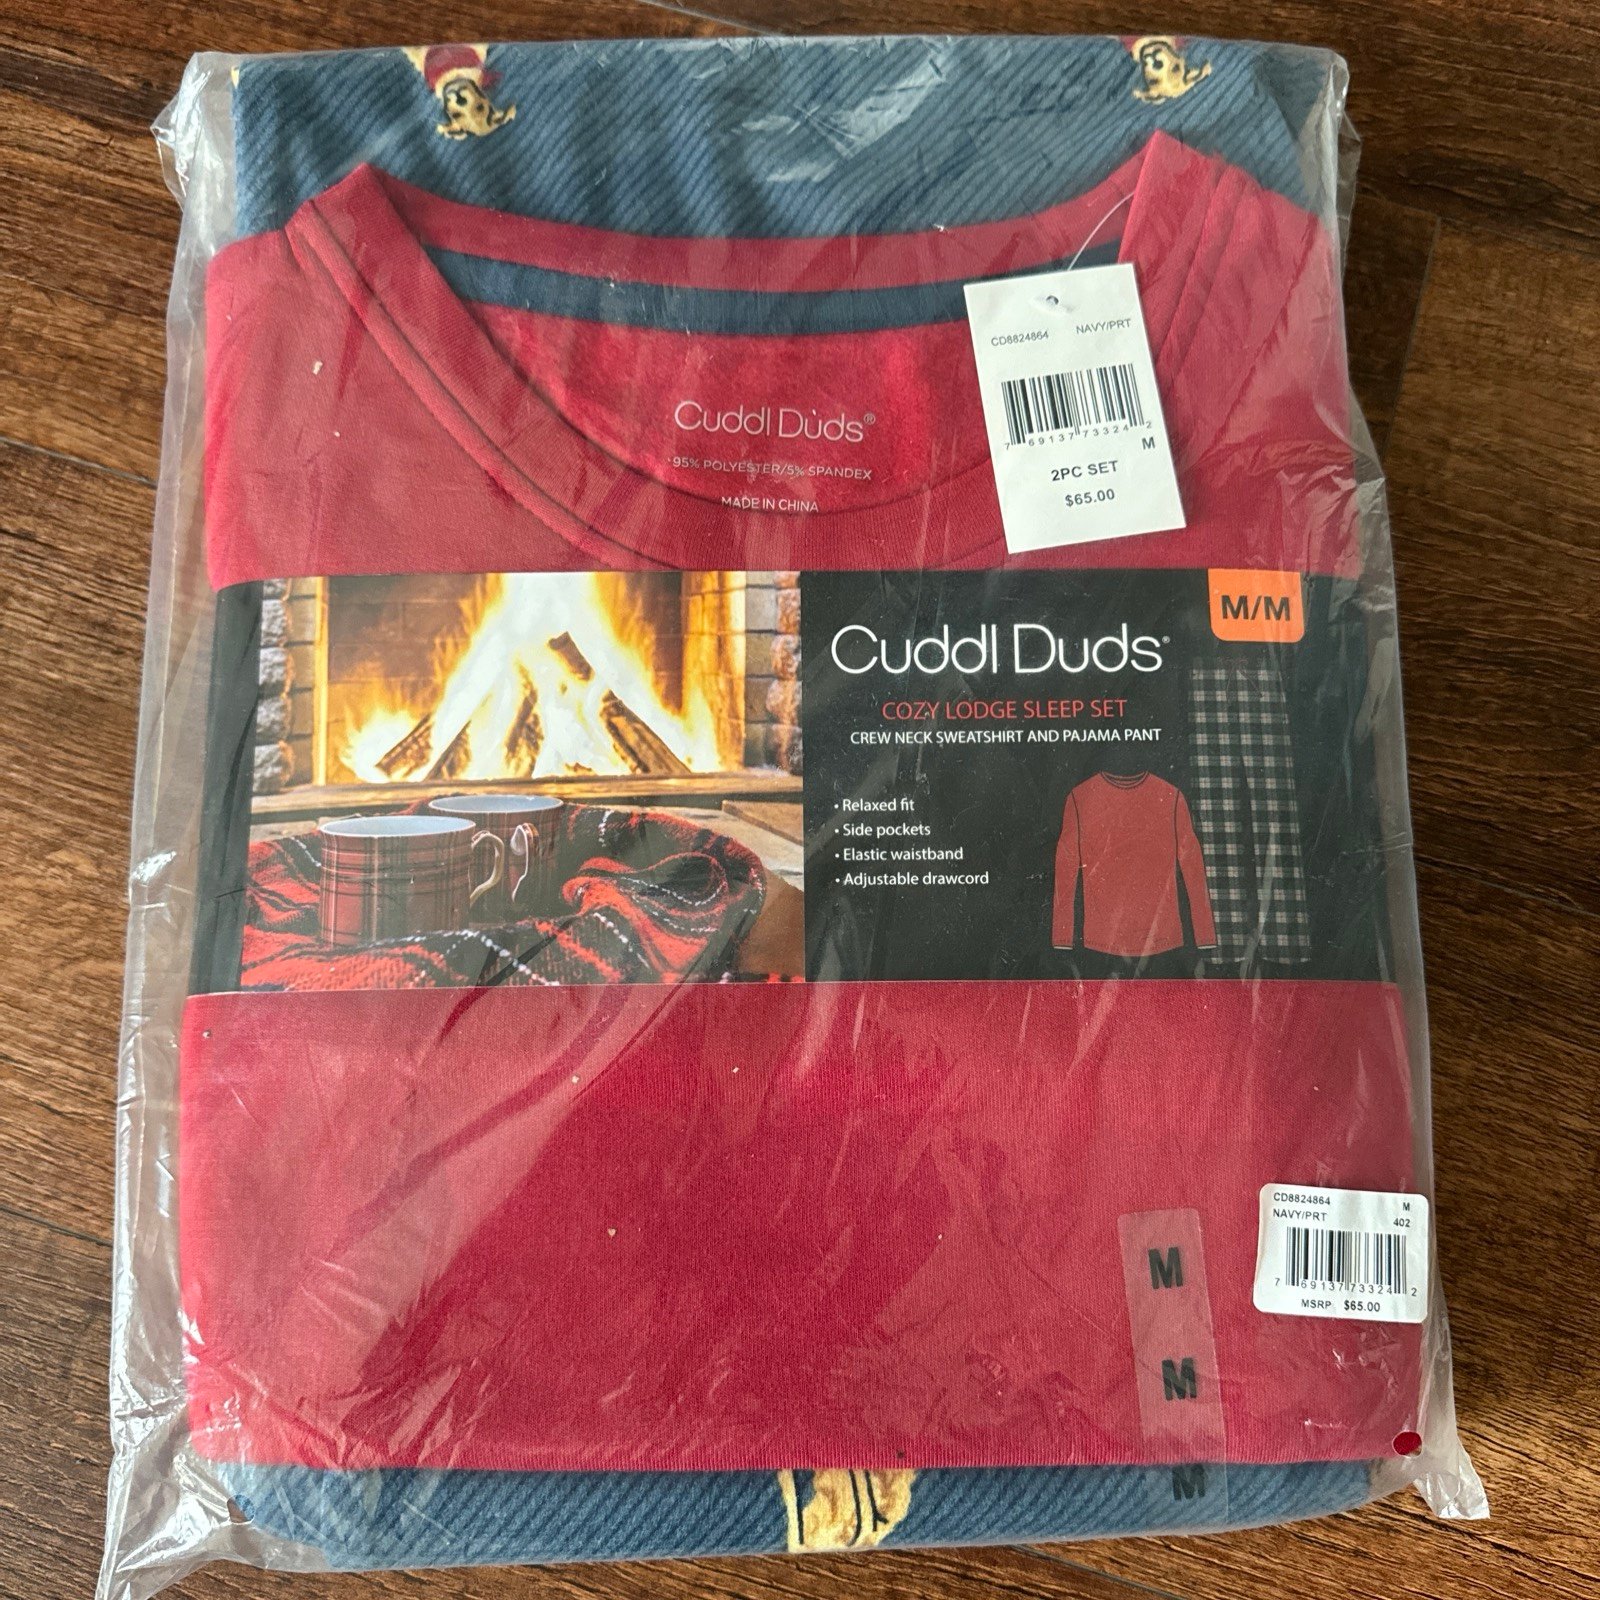 CD8824864 NAVY/PRT
7 69137 73324 2
M
2PC SET
$65.00
Cuddl Duds®
95% POLYESTER/5% SPANDEX
MADE IN CHINA
M/M
Cuddl Duds®
COZY LODGE SLEEP SET
CREW NECK SWEATSHIRT AND PAJAMA PANT
• Relaxed fit
• Side pockets
• Elastic waistband
• Adjustable drawcord
CD8824864 M
NAVY/PRT 402
7 69137 73324 2
MSRP $65.00
M
M
M